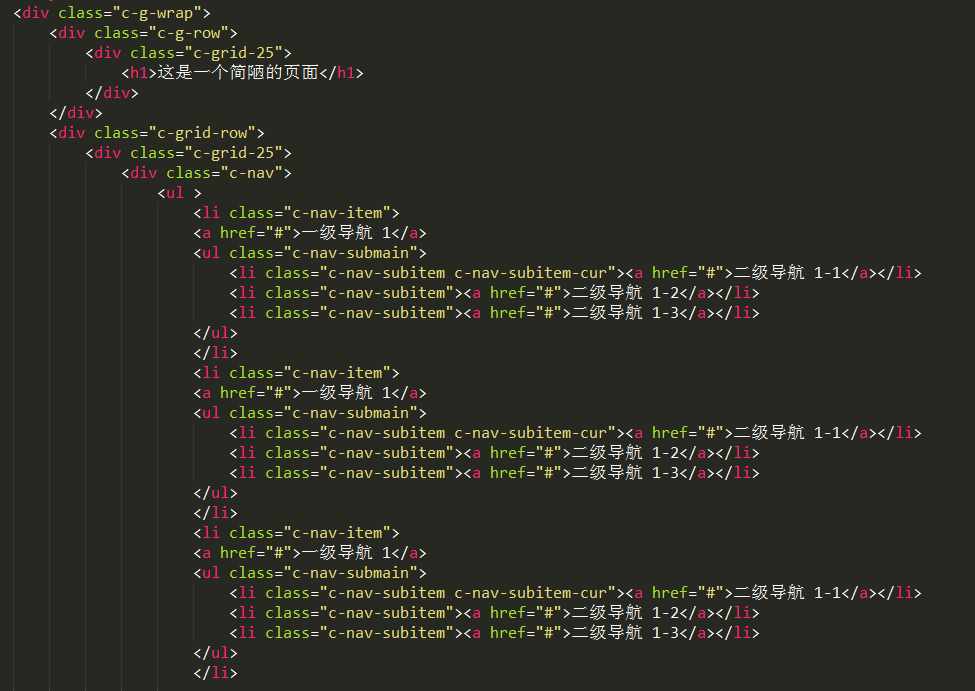 <div class="c-g-wrap">
<div class="c-g-row">
<div class="c-grid-25">
<h1>这是一个简陋的页面</h1>
</div>
</div>
<div class="c-grid-row">
<div class="c-grid-25">
<div class="c-nav">
<ul >
<li class="c-nav-item">
<a href="#">一级导航 1</a>
<ul class="c-nav-submain">
<li class="c-nav-subitem c-nav-subitem-cur"><a href="#">二级导航 1-1</a></li>
<li class="c-nav-subitem"><a href="#">二级导航 1-2</a></li>
<li class="c-nav-subitem"><a href="#">二级导航 1-3</a></li>
</ul>
</li>
<li class="c-nav-item">
<a href="#">一级导航 1</a>
<ul class="c-nav-submain">
<li class="c-nav-subitem c-nav-subitem-cur"><a href="#">二级导航 1-1</a></li>
<li class="c-nav-subitem"><a href="#">二级导航 1-2</a></li>
<li class="c-nav-subitem"><a href="#">二级导航 1-3</a></li>
</ul>
</li>
<li class="c-nav-item">
<a href="#">一级导航 1</a>
<ul class="c-nav-submain">
<li class="c-nav-subitem c-nav-subitem-cur"><a href="#">二级导航 1-1</a></li>
<li class="c-nav-subitem"><a href="#">二级导航 1-2</a></li>
<li class="c-nav-subitem"><a href="#">二级导航 1-3</a></li>
</ul>
</li>